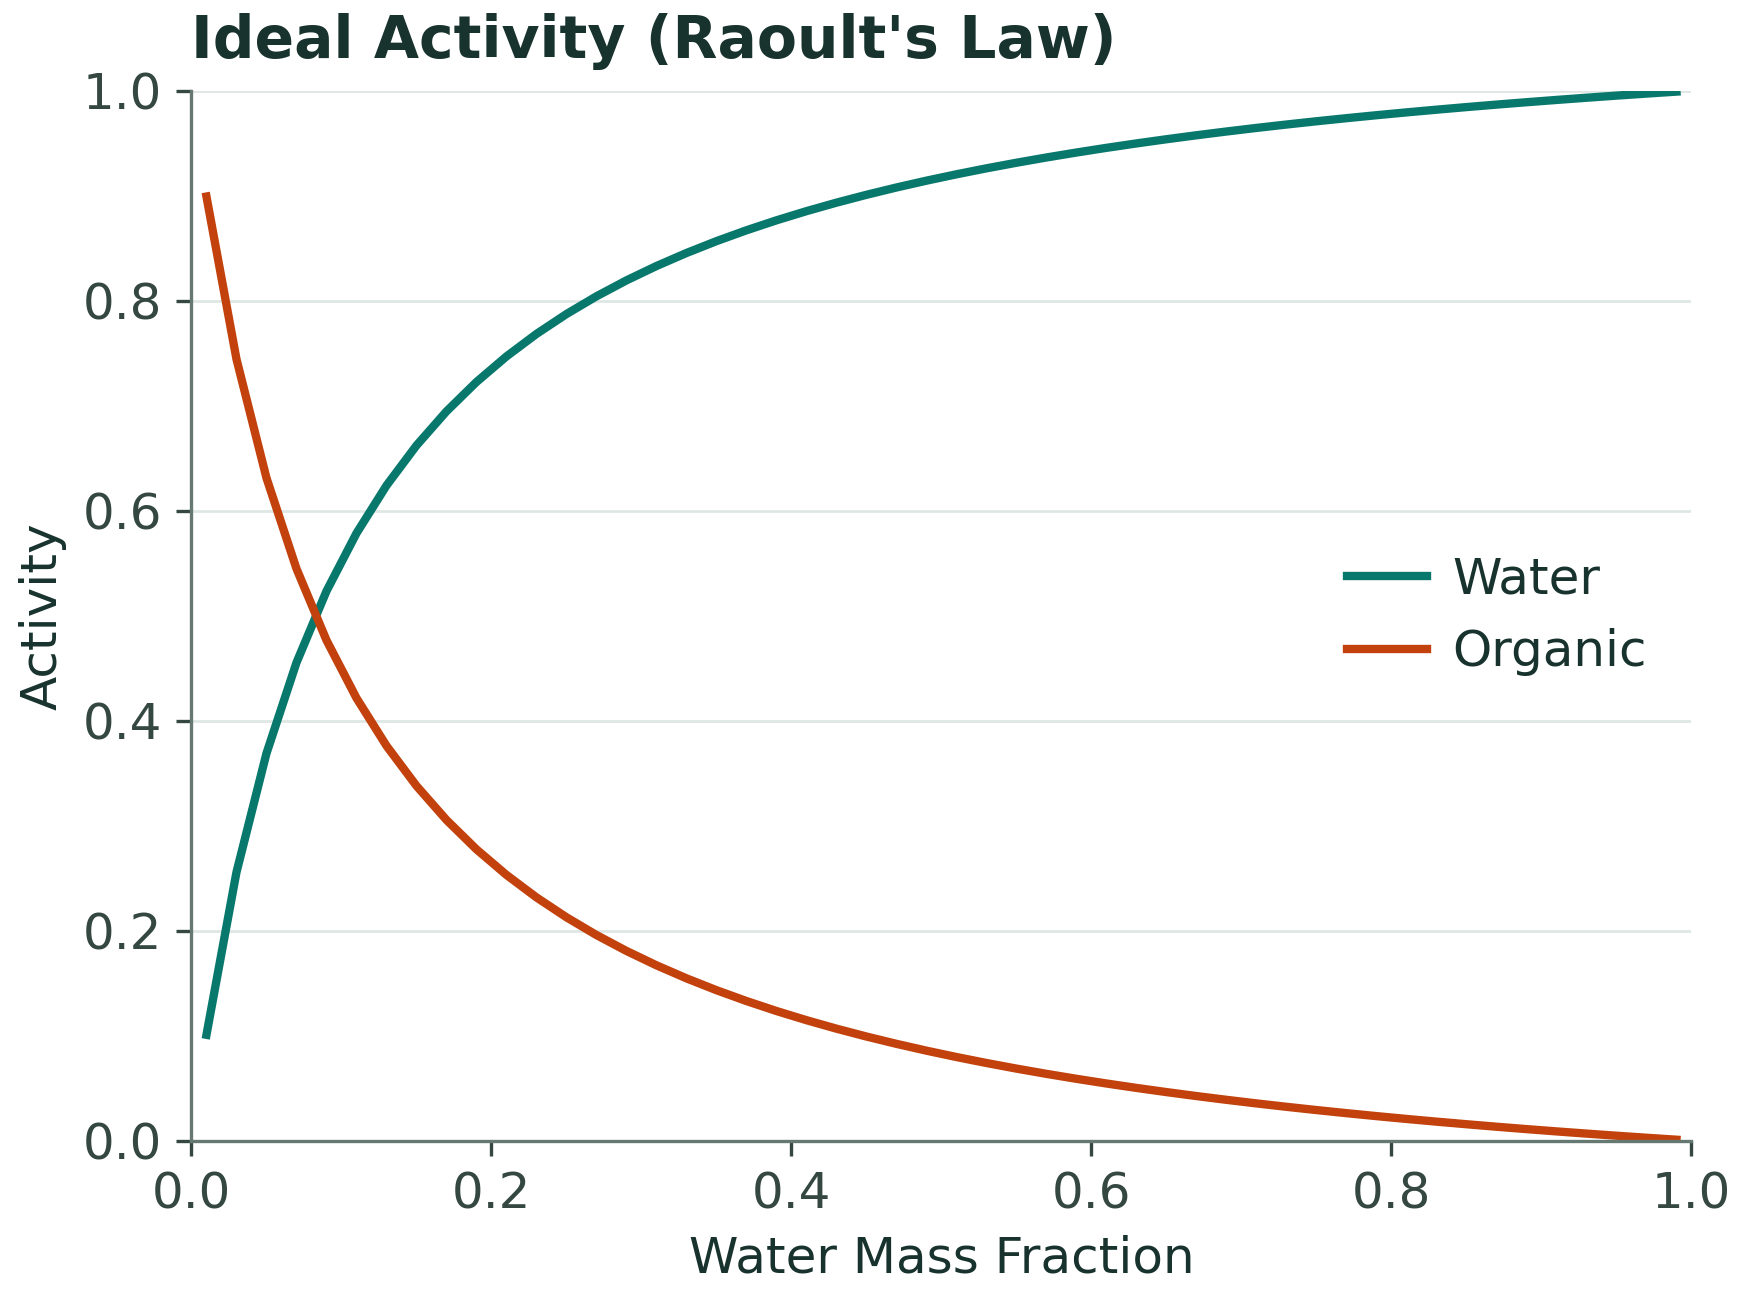 Ideal Activity (Raoult's Law)
1.0
0.8
0.6
0.4
0.2
0.0
Activity
Water
Organic
0.0 0.2 0.4 0.6 0.8 1.0
Water Mass Fraction